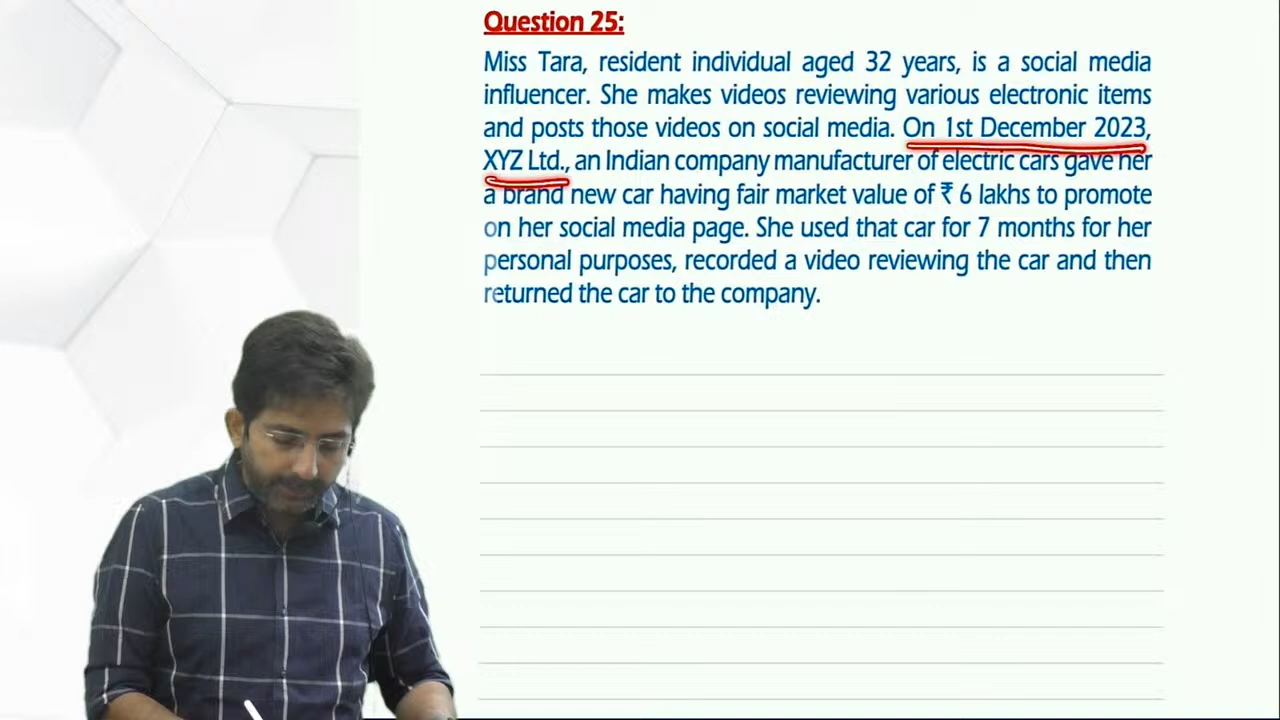 Question 25:
Miss Tara, resident individual aged 32 years, is a social media
influencer. She makes videos reviewing various electronic items
and posts those videos on social media. On 1st December 2023,
XYZ Ltd., an Indian company manufacturer of electric cars gave her
a brand new car having fair market value of ₹ 6 lakhs to promote
on her social media page. She used that car for 7 months for her
personal purposes, recorded a video reviewing the car and then
returned the car to the company.